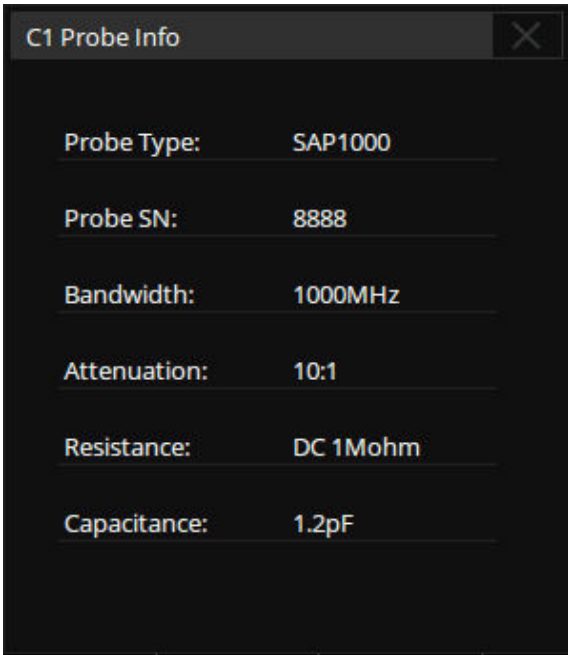 C1 Probe Info
Probe Type: SAP1000
Probe SN: 8888
Bandwidth: 1000MHz
Attenuation: 10:1
Resistance: DC 1Mohm
Capacitance: 1.2pF